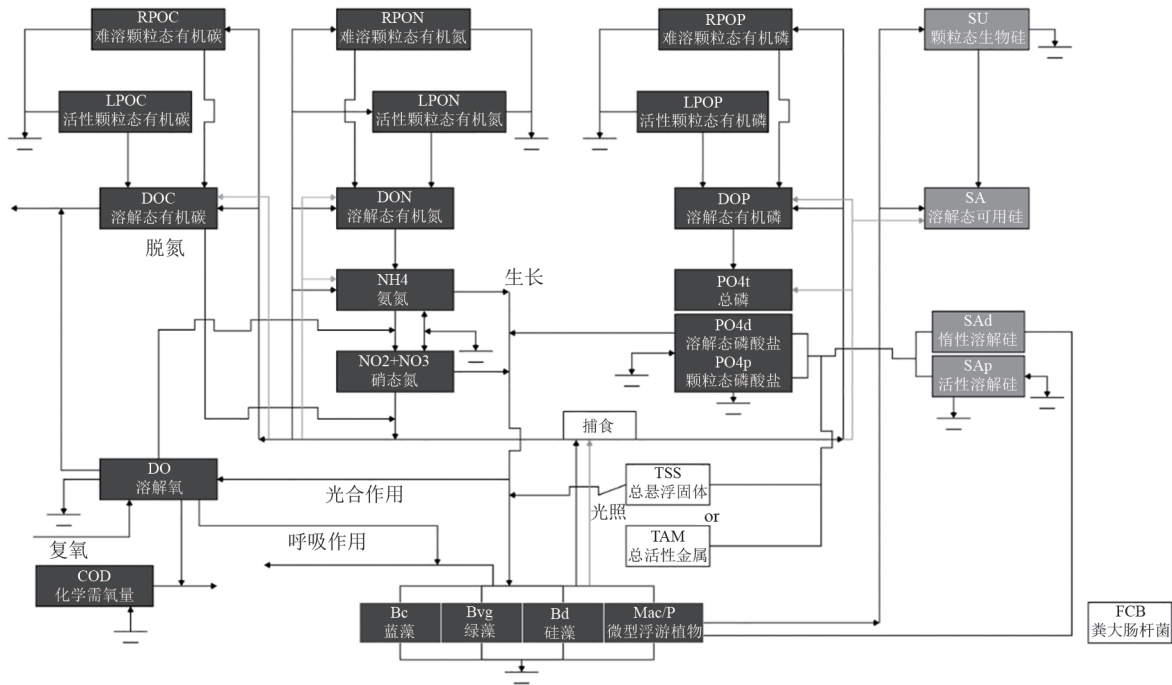 RPOC
难溶颗粒态有机碳
RPON
难溶颗粒态有机氮
RPOP
难溶颗粒态有机磷
SU
颗粒态生物硅
LPOC
活性颗粒态有机碳
LPON
活性颗粒态有机氮
LPOP
活性颗粒态有机磷
DOC
溶解态有机碳
DON
溶解态有机氮
DOP
溶解态有机磷
SA
溶解态可用硅
脱氮
NH4
氨氮
生长
PO4t
总磷
PO4d
溶解态磷酸盐
PO4p
颗粒态磷酸盐
SAd
惰性溶解硅
SAp
活性溶解硅
NO2+NO3
硝态氮
捕食
DO
溶解氧
光合作用
TSS
总悬浮固体
光照
or
TAM
总活性金属
复氧
呼吸作用
COD
化学需氧量
Bc
蓝藻
Bvg
绿藻
Bd
硅藻
Mac/P
微型浮游植物
FCB
粪大肠杆菌